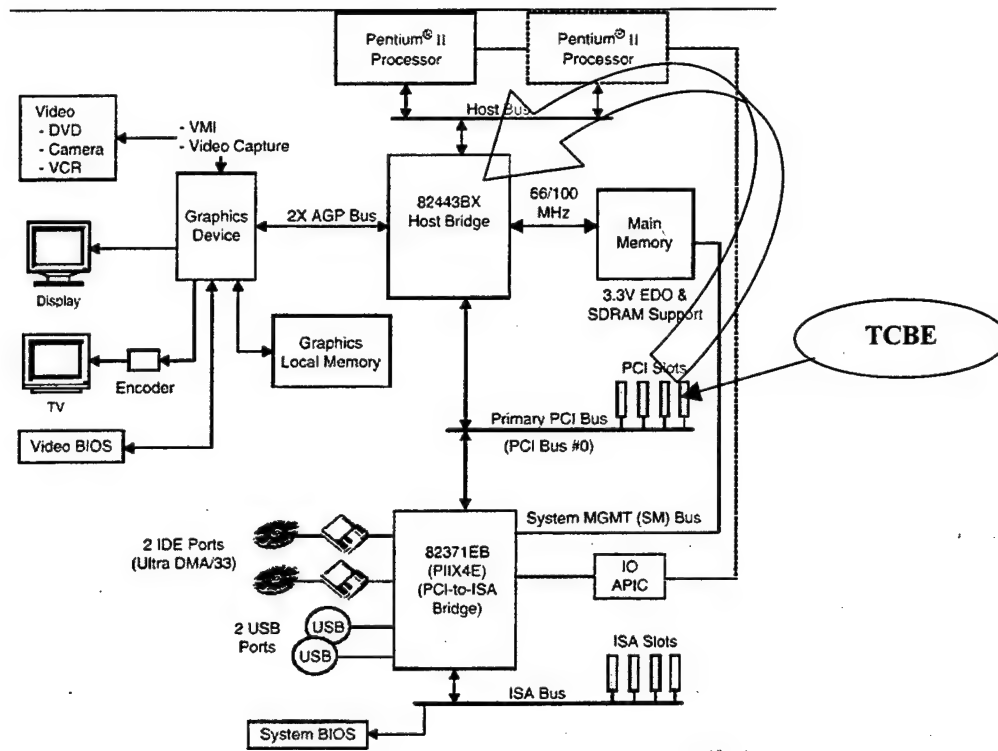 Pentium® II
Processor
Pentium® II
Processor
Host Bus
Video
- DVD
- Camera
- VCR
- VMI
- Video Capture
Graphics
Device
2X AGP Bus
82443BX
Host Bridge
66/100
MHz
Main
Memory
3.3V EDO &
SDRAM Support
Display
TV
Encoder
Graphics
Local Memory
Video BIOS
TCBE
PCI Slots
Primary PCI Bus
(PCI Bus #0)
System MGMT (SM) Bus
2 IDE Ports
(Ultra DMA/33)
82371EB
(PIIX4E)
(PCI-to-ISA
Bridge)
IO
APIC
2 USB
Ports
USB
USB
ISA Slots
ISA Bus
System BIOS